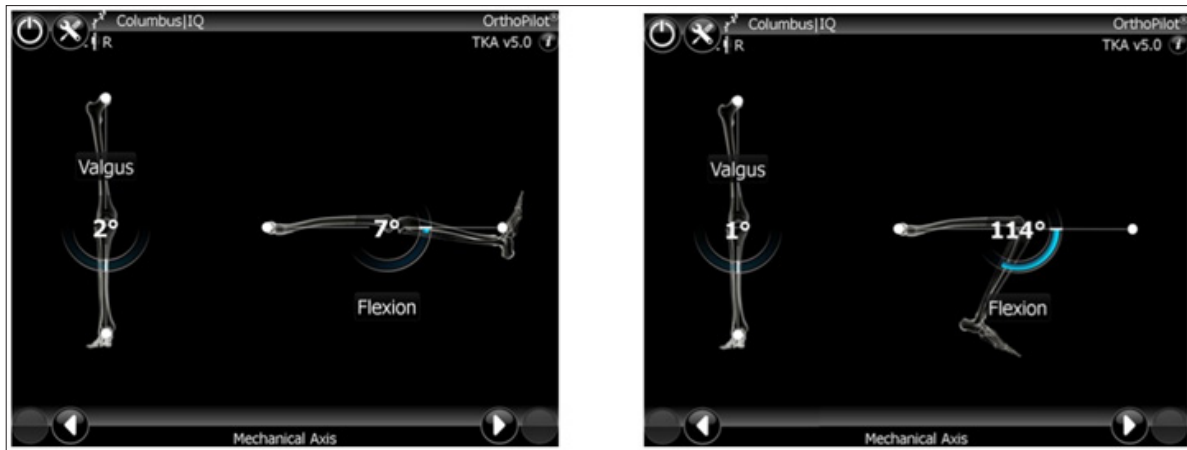 Columbus|IQ
OrthoPilot®
R
TKA v5.0 i
Valgus
2°
7°
Flexion
Mechanical Axis
Columbus|IQ
OrthoPilot®
R
TKA v5.0 i
Valgus
1°
114°
Flexion
Mechanical Axis